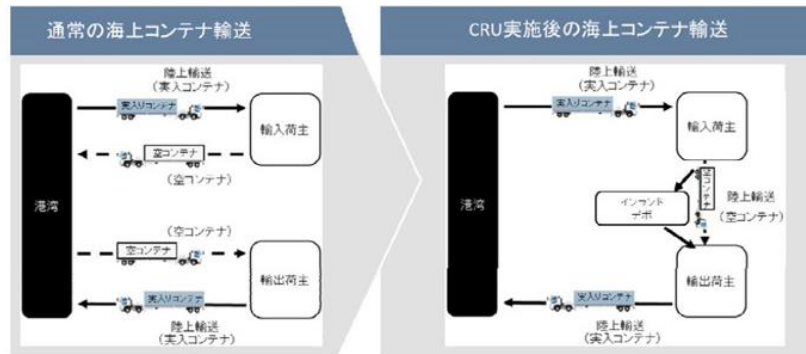 通常の海上コンテナ輸送
陸上輸送
(実入コンテナ)
実入りコンテナ
輸入荷主
空コンテナ
(空コンテナ)
港湾
(空コンテナ)
空コンテナ
輸出荷主
実入りコンテナ
陸上輸送
(実入コンテナ)
CRU実施後の海上コンテナ輸送
陸上輸送
(実入コンテナ)
実入りコンテナ
輸入荷主
空コンテナ
陸上輸送
(空コンテナ)
インランド
デポ
港湾
輸出荷主
実入りコンテナ
陸上輸送
(実入コンテナ)